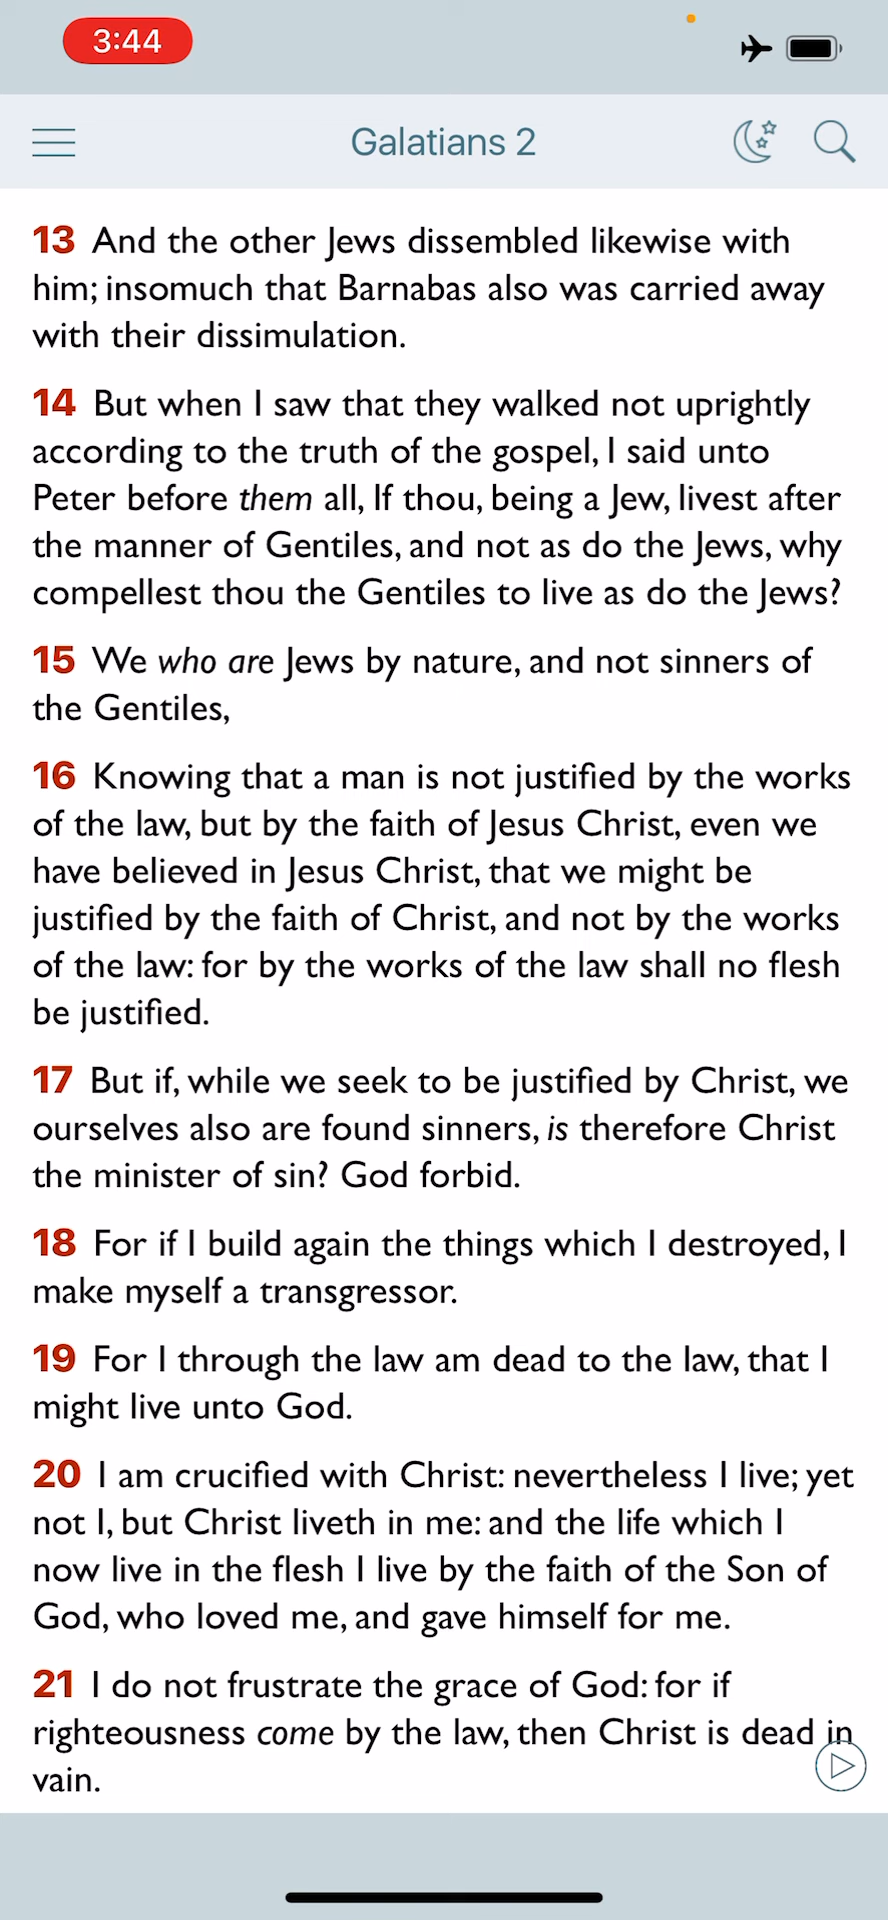 3:44
Galatians 2
13 And the other Jews dissembled likewise with
him; insomuch that Barnabas also was carried away
with their dissimulation.
14 But when I saw that they walked not uprightly
according to the truth of the gospel, I said unto
Peter before them all, If thou, being a Jew, livest after
the manner of Gentiles, and not as do the Jews, why
compellest thou the Gentiles to live as do the Jews?
15 We who are Jews by nature, and not sinners of
the Gentiles,
16 Knowing that a man is not justified by the works
of the law, but by the faith of Jesus Christ, even we
have believed in Jesus Christ, that we might be
justified by the faith of Christ, and not by the works
of the law: for by the works of the law shall no flesh
be justified.
17 But if, while we seek to be justified by Christ, we
ourselves also are found sinners, is therefore Christ
the minister of sin? God forbid.
18 For if I build again the things which I destroyed, I
make myself a transgressor.
19 For I through the law am dead to the law, that I
might live unto God.
20 I am crucified with Christ: nevertheless I live; yet
not I, but Christ liveth in me: and the life which I
now live in the flesh I live by the faith of the Son of
God, who loved me, and gave himself for me.
21 I do not frustrate the grace of God: for if
righteousness come by the law, then Christ is dead in
vain.